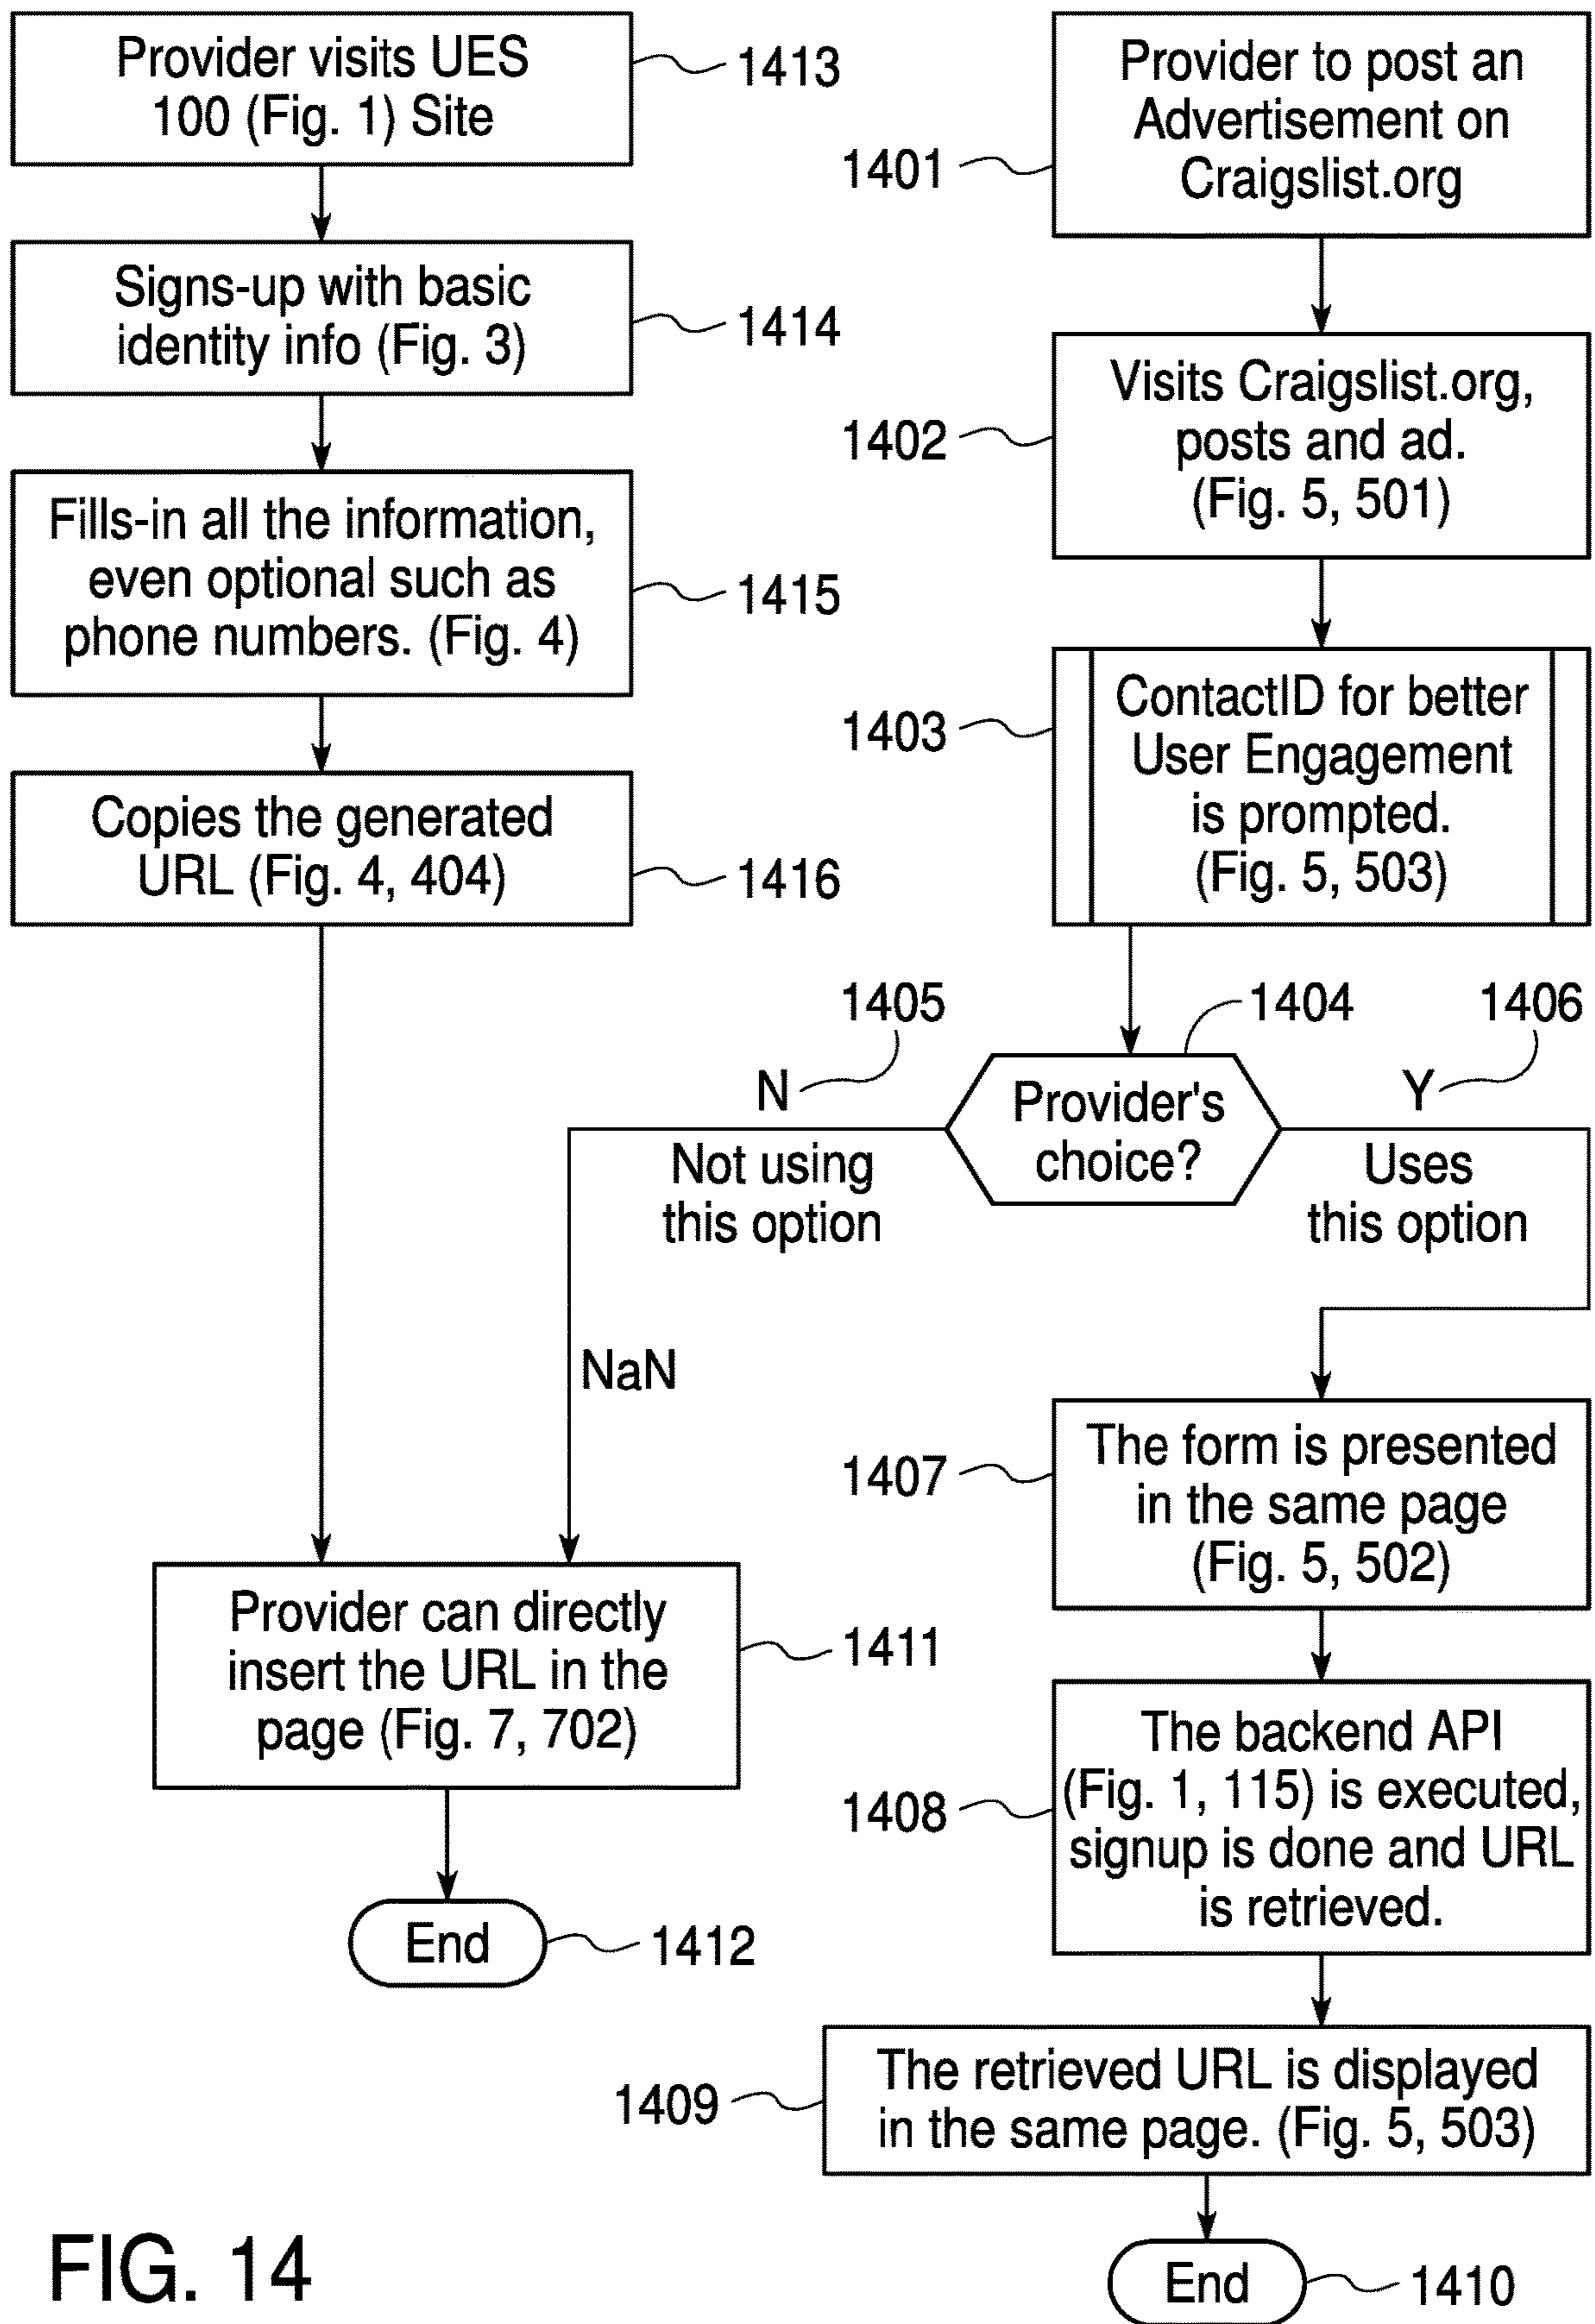 Provider visits UES
100 (Fig. 1) Site
1413
Signs-up with basic
identity info (Fig. 3)
1414
Fills-in all the information,
even optional such as
phone numbers. (Fig. 4)
1415
Copies the generated
URL (Fig. 4, 404)
1416
Provider to post an
Advertisement on
Craigslist.org
1401
Visits Craigslist.org,
posts and ad.
(Fig. 5, 501)
1402
ContactID for better
User Engagement
is prompted.
(Fig. 5, 503)
1403
1405
1404
1406
N
Not using
this option
Provider's
choice?
Y
Uses
this option
NaN
Provider can directly
insert the URL in the
page (Fig. 7, 702)
1411
End
1412
The form is presented
in the same page
(Fig. 5, 502)
1407
The backend API
(Fig. 1, 115) is executed,
signup is done and URL
is retrieved.
1408
The retrieved URL is displayed
in the same page. (Fig. 5, 503)
1409
End
1410
FIG. 14